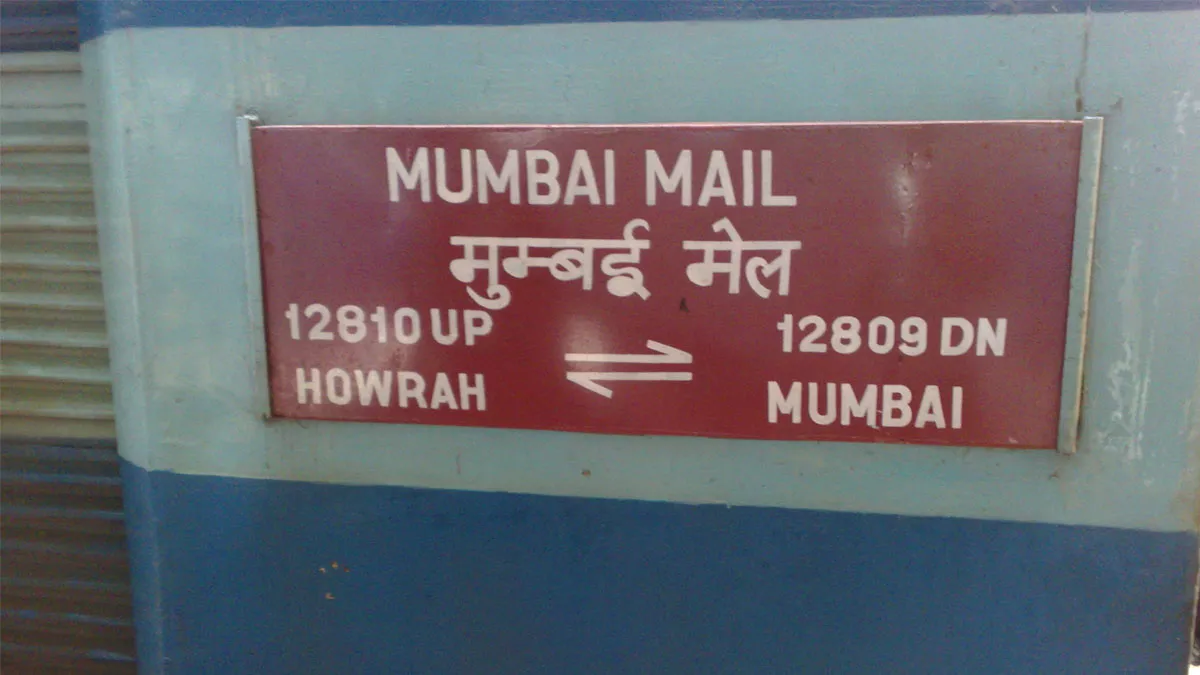 MUMBAI MAIL
मुम्बई मेल
12810 UP 12809 DN
HOWRAH ⇌ MUMBAI